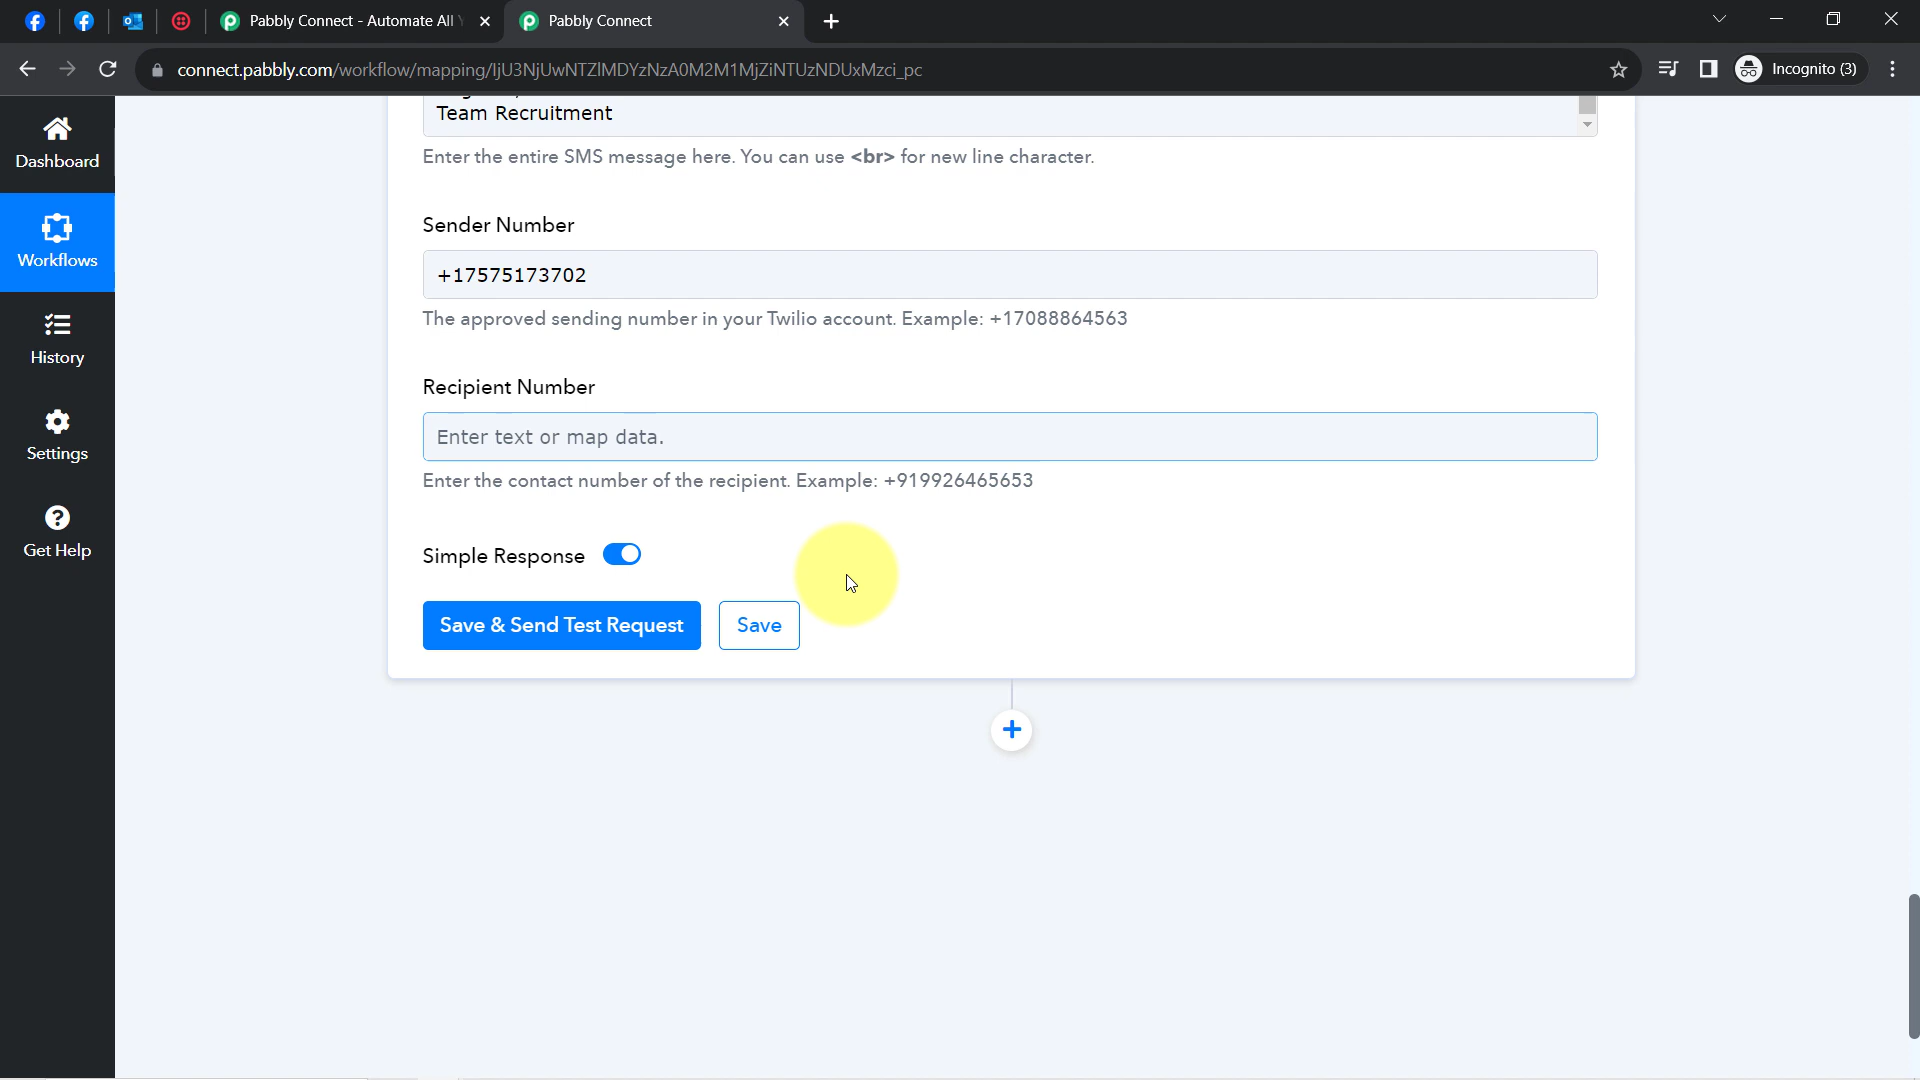 Pabbly Connect - Automate All
Pabbly Connect
connect.pabbly.com/workflow/mapping/IjU3NjUwNTZlMDYzNzA0M2M1MjZiNTUzNDUxMzci_pc
Incognito (3)
Dashboard
Workflows
History
Settings
Get Help
Team Recruitment
Enter the entire SMS message here. You can use <br> for new line character.
Sender Number
+17575173702
The approved sending number in your Twilio account. Example: +17088864563
Recipient Number
Enter text or map data.
Enter the contact number of the recipient. Example: +919926465653
Simple Response
Save & Send Test Request
Save